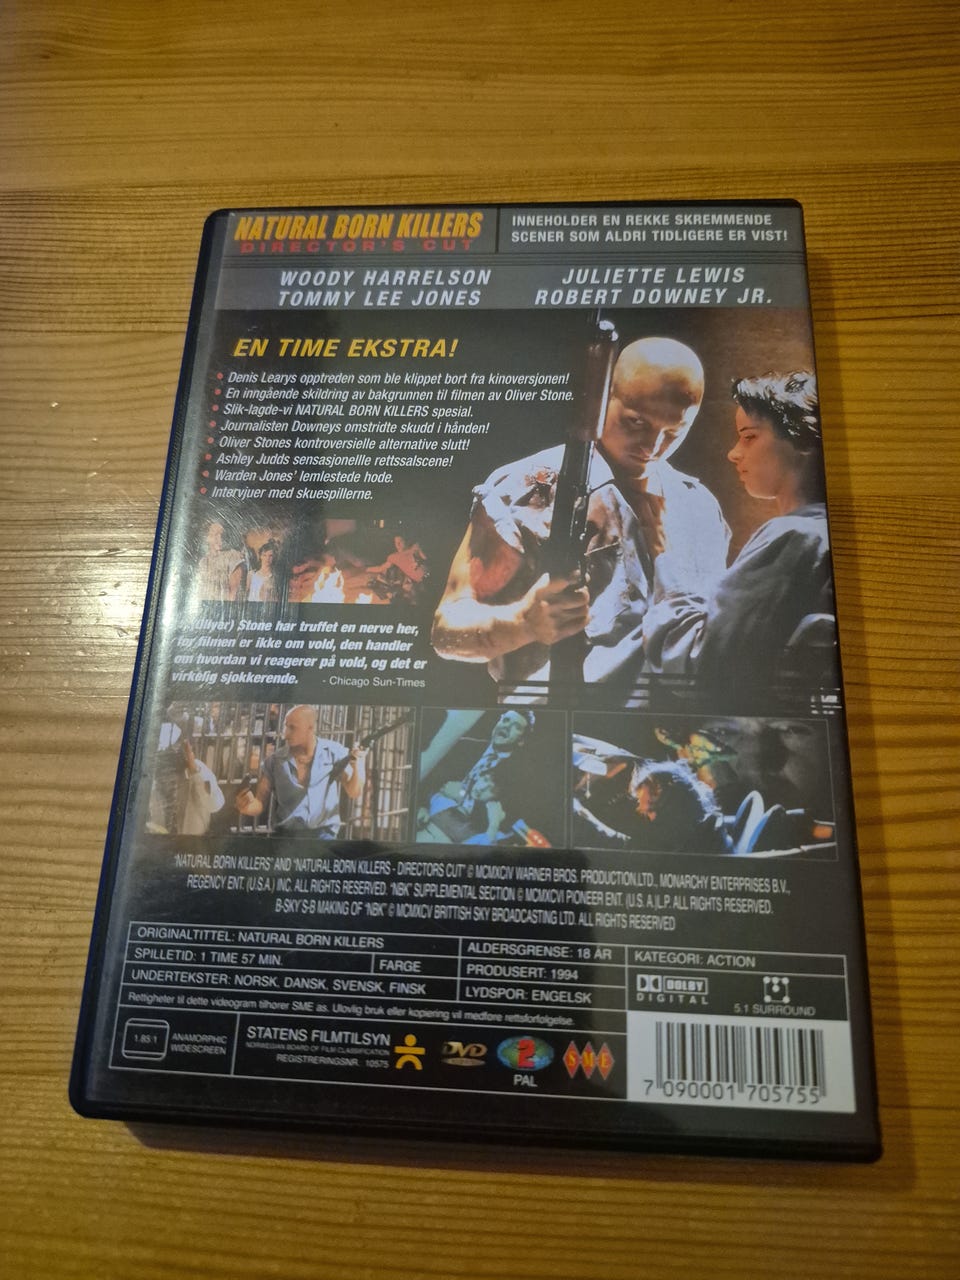 NATURAL BORN KILLERS
DIRECTOR'S CUT
INNEHOLDER EN REKKE SKREMMENDE
SCENER SOM ALDRI TIDLIGERE ER VIST!
WOODY HARRELSON
TOMMY LEE JONES
JULIETTE LEWIS
ROBERT DOWNEY JR.
EN TIME EKSTRA!
• Denis Learys opptreden som ble klippet bort fra kinoversjonen!
• En inngående skildring av bakgrunnen til filmen av Oliver Stone.
• Slik-lagde-vi NATURAL BORN KILLERS spesial.
• Journalisten Downeys omstridte skudd i hånden!
• Oliver Stones kontroversielle alternative slutt!
• Ashley Judds sensasjonellle rettssalscene!
• Warden Jones' lemlestede hode.
• Intervjuer med skuespillerne.
(Oliver) Stone har truffet en nerve her,
for filmen er ikke om vold, den handler
om hvordan vi reagerer på vold, og det er
virkelig sjokkerende. - Chicago Sun-Times
"NATURAL BORN KILLERS" AND "NATURAL BORN KILLERS - DIRECTORS CUT" © MCMXCIV WARNER BROS. PRODUCTION,LTD., MONARCHY ENTERPRISES B.V.,
REGENCY ENT. (U.S.A.) INC. ALL RIGHTS RESERVED. "NBK" SUPPLEMENTAL SECTION © MCMXCVI PIONEER ENT. (U.S. A.)L.P. ALL RIGHTS RESERVED.
B-SKY'S-B MAKING OF "NBK" © MCMXCV BRITTISH SKY BROADCASTING LTD. ALL RIGHTS RESERVED
ORIGINALTITTEL: NATURAL BORN KILLERS
SPILLETID: 1 TIME 57 MIN.
FARGE
UNDERTEKSTER: NORSK, DANSK, SVENSK, FINSK
ALDERSGRENSE: 18 ÅR
PRODUSERT: 1994
LYDSPOR: ENGELSK
KATEGORI: ACTION
DOLBY
DIGITAL
5.1 SURROUND
Rettigheter til dette videogram tilhører SME as. Ulovlig bruk eller kopiering vil medføre rettsforfølgelse.
1.85:1
ANAMORPHIC
WIDESCREEN
STATENS FILMTILSYN
NORWEGIAN BOARD OF FILM CLASSIFICATION
REGISTRERINGSNR.: 10575
DVD
2
PAL
SME
7 090001 705755